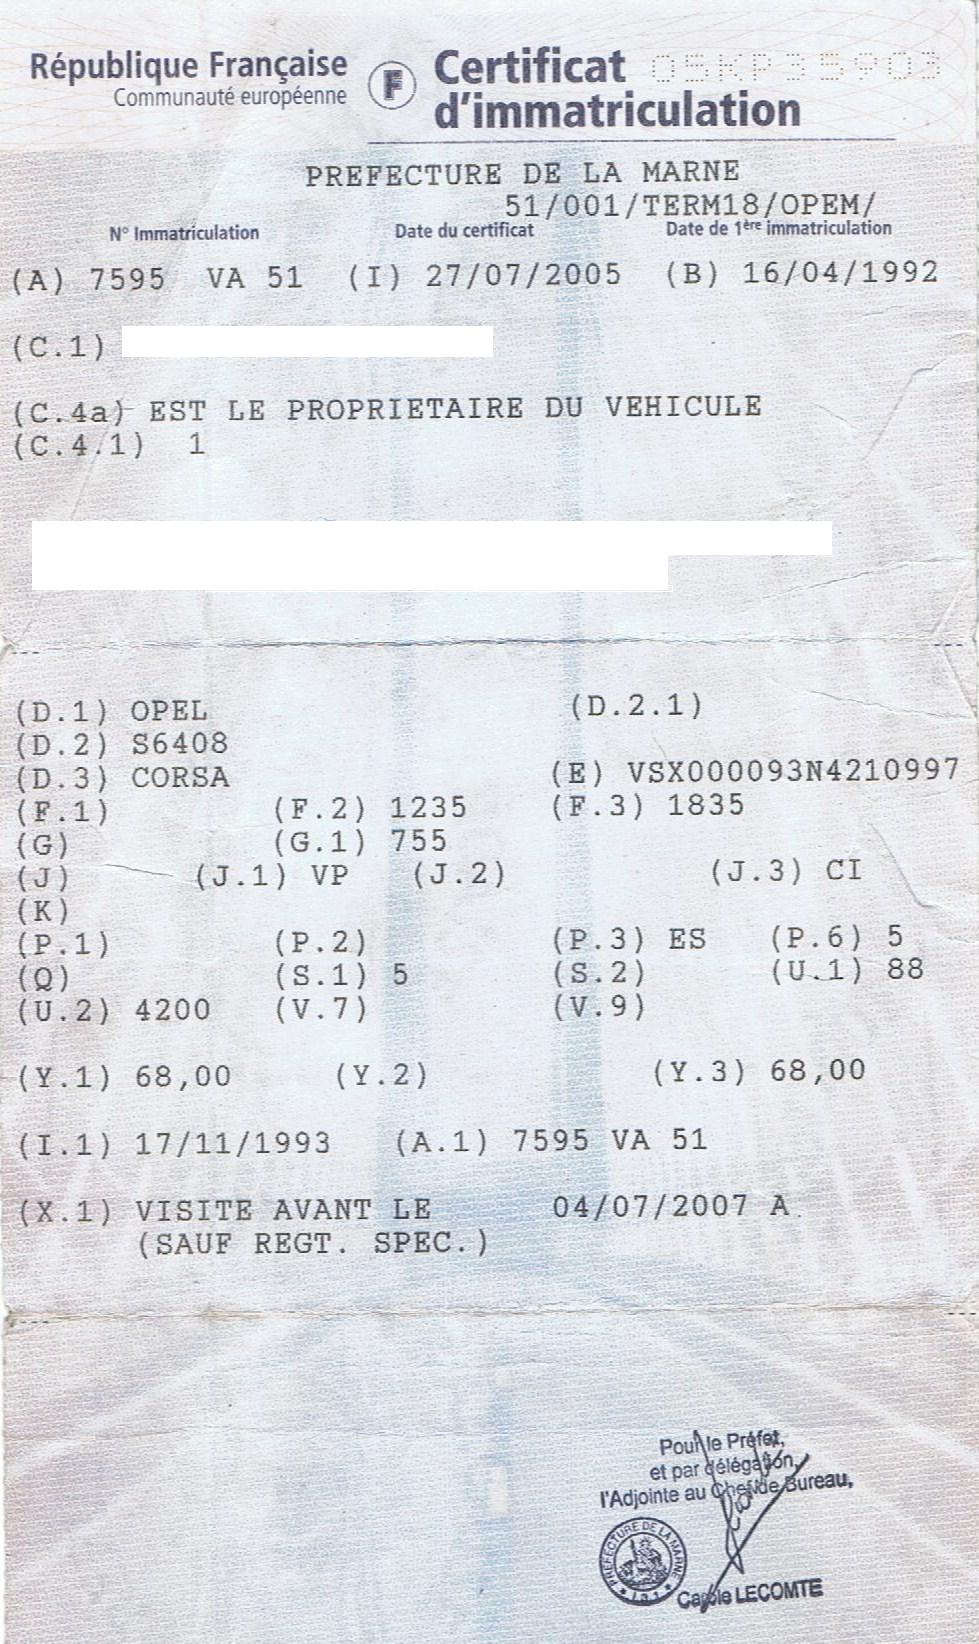 République Française
Communauté européenne
F
Certificat
d'immatriculation
05KP35903
PREFECTURE DE LA MARNE
51/001/TERM18/OPEM/
N° Immatriculation Date du certificat Date de 1ère immatriculation
(A) 7595 VA 51 (I) 27/07/2005 (B) 16/04/1992
(C.1)
(C.4a) EST LE PROPRIETAIRE DU VEHICULE
(C.4.1) 1
(D.1) OPEL (D.2.1)
(D.2) S6408
(D.3) CORSA (E) VSX000093N4210997
(F.1) (F.2) 1235 (F.3) 1835
(G) (G.1) 755
(J) (J.1) VP (J.2) (J.3) CI
(K)
(P.1) (P.2) (P.3) ES (P.6) 5
(Q) (S.1) 5 (S.2) (U.1) 88
(U.2) 4200 (V.7) (V.9)
(Y.1) 68,00 (Y.2) (Y.3) 68,00
(I.1) 17/11/1993 (A.1) 7595 VA 51
(X.1) VISITE AVANT LE 04/07/2007 A
(SAUF REGT. SPEC.)
Pour le Préfet,
et par délégation,
l'Adjointe au Chef de Bureau,
PREFECTURE DE LA MARNE
Carole LECOMTE